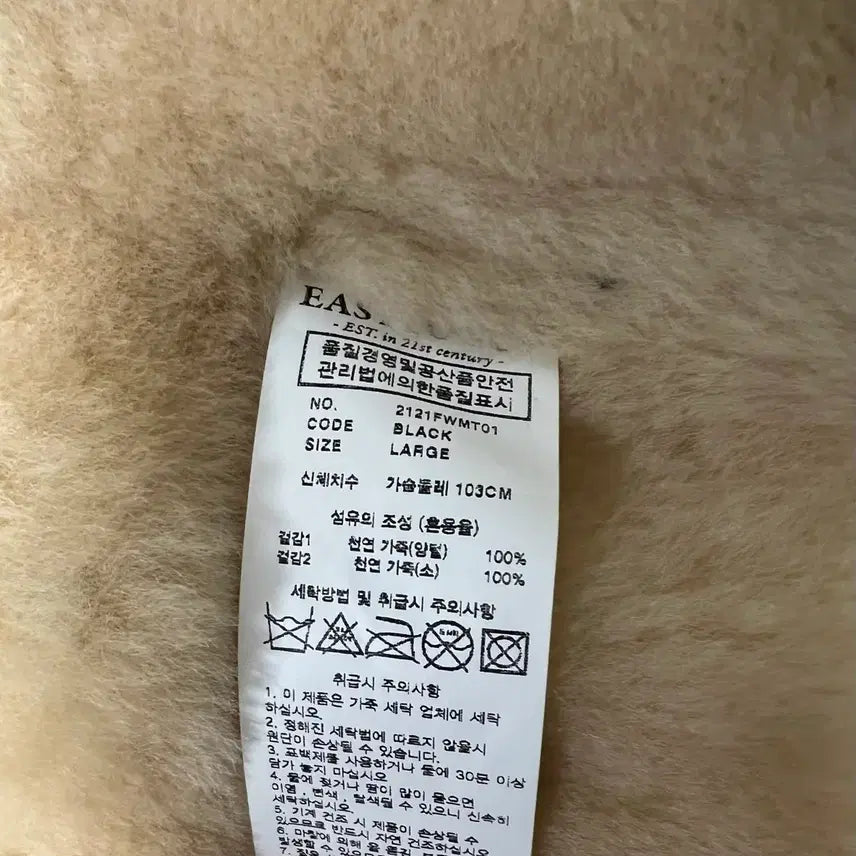 EAS
- EST. in 21st century -
품질경영및공산품안전
관리법에의한품질표시
NO. 2121FWMT01
CODE BLACK
SIZE LARGE
신체치수 가슴둘레 103CM
섬유의 조성 (혼용율)
겉감1 천연 가죽(양털) 100%
겉감2 천연 가죽(소) 100%
세탁방법 및 취급시 주의사항
취급시 주의사항
1. 이 제품은 가죽 세탁 업체에 세탁
하십시오.
2. 정해진 세탁법에 따르지 않을시
원단이 손상될 수 있습니다.
3. 표백제를 사용하거나 물에 30분 이상
담가 놓지 마십시오
4. 물에 젖거나 땀이 많이 묻으면
이염, 변색, 탈색될 수 있으니 신속히
세탁하십시오
5. 기계 건조 시 제품이 손상될 수
있으므로 반드시 자연 건조하십시오
6. 마찰에 의해
발생될 수
7.